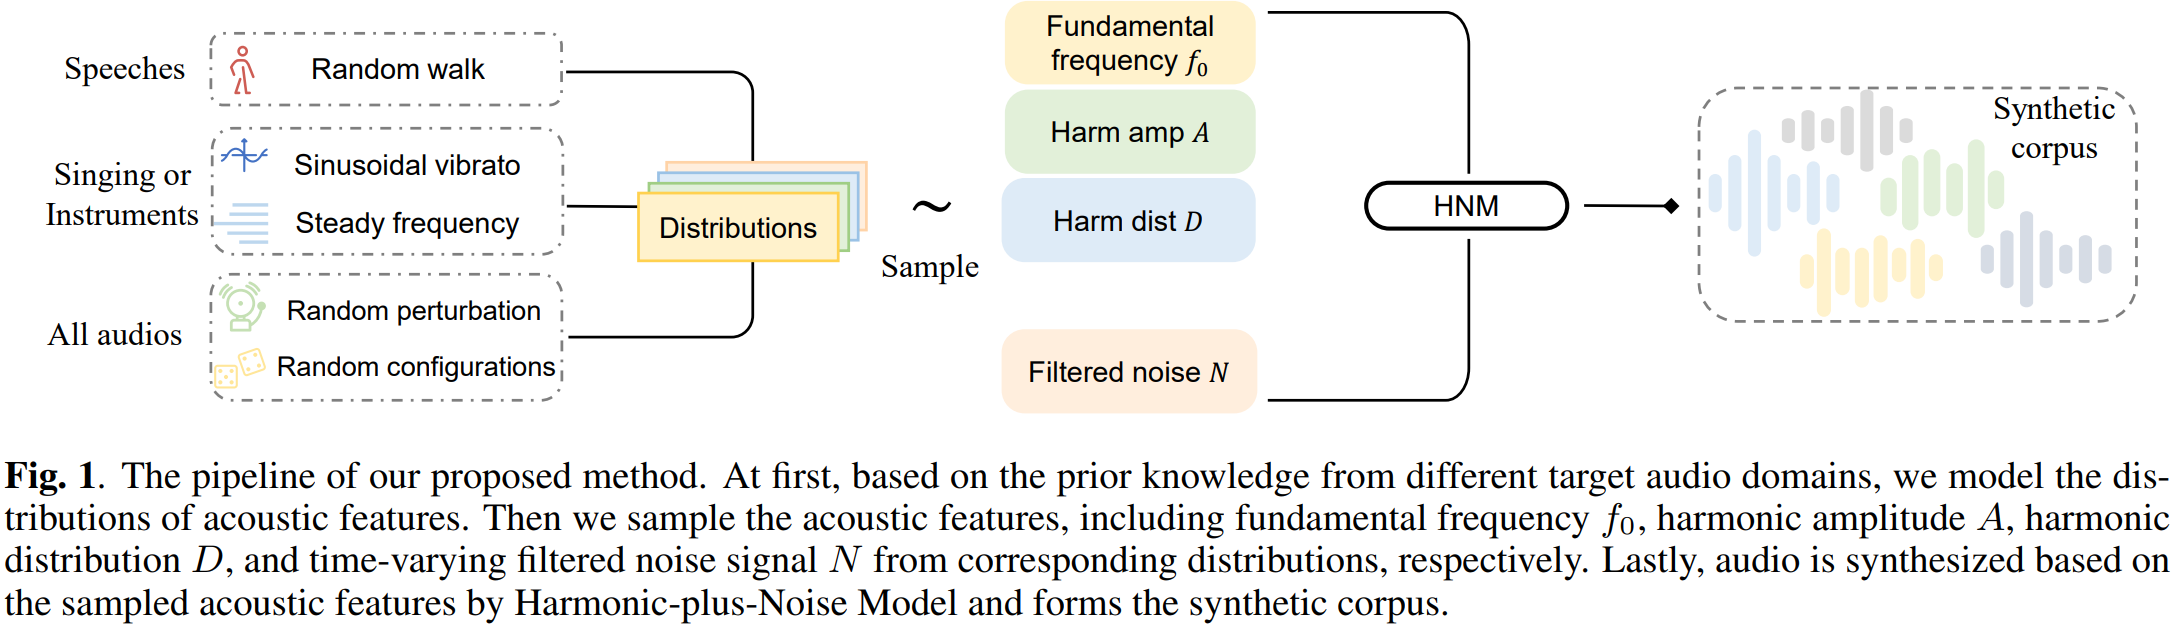 Speeches
Random walk
Singing or
Instruments
Sinusoidal vibrato
Steady frequency
All audios
Random perturbation
Random configurations
Distributions
~
Sample
Fundamental
frequency f₀
Harm amp A
Harm dist D
Filtered noise N
HNM
Synthetic
corpus
Fig. 1. The pipeline of our proposed method. At first, based on the prior knowledge from different target audio domains, we model the dis-
tributions of acoustic features. Then we sample the acoustic features, including fundamental frequency f₀, harmonic amplitude A, harmonic
distribution D, and time-varying filtered noise signal N from corresponding distributions, respectively. Lastly, audio is synthesized based on
the sampled acoustic features by Harmonic-plus-Noise Model and forms the synthetic corpus.